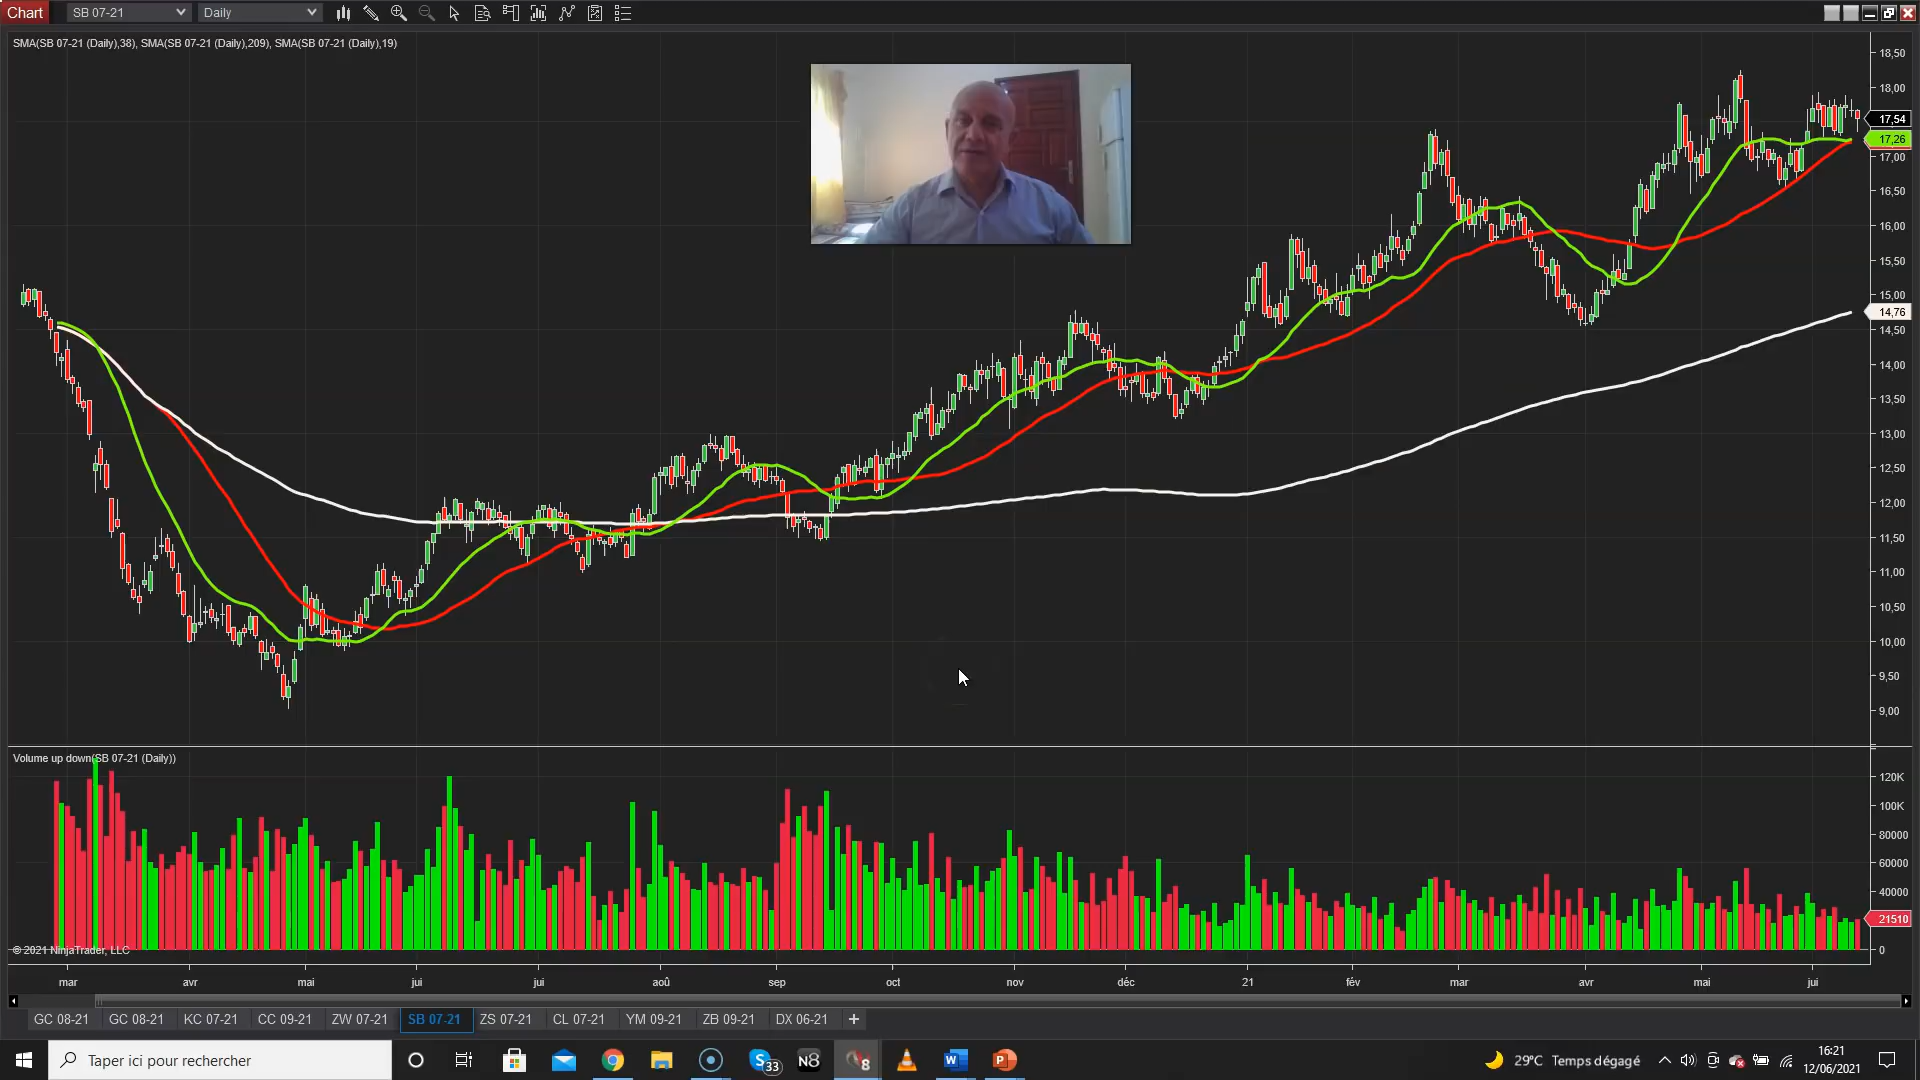 Chart SB 07-21 Daily
SMA(SB 07-21 (Daily),38), SMA(SB 07-21 (Daily),209), SMA(SB 07-21 (Daily),19)
18,50
18,00
17,54
17,26
17,00
16,50
16,00
15,50
15,00
14,76
14,50
14,00
13,50
13,00
12,50
12,00
11,50
11,00
10,50
10,00
9,50
9,00
Volume up down(SB 07-21 (Daily))
120K
100K
80000
60000
40000
21510
0
© 2021 NinjaTrader, LLC
mar avr mai jui jui aoû sep oct nov déc 21 fév mar avr mai jui
GC 08-21 GC 08-21 KC 07-21 CC 09-21 ZW 07-21 SB 07-21 ZS 07-21 CL 07-21 YM 09-21 ZB 09-21 DX 06-21 +
Taper ici pour rechercher
33
N8
8
W
P
29°C Temps dégagé
16:21
12/06/2021